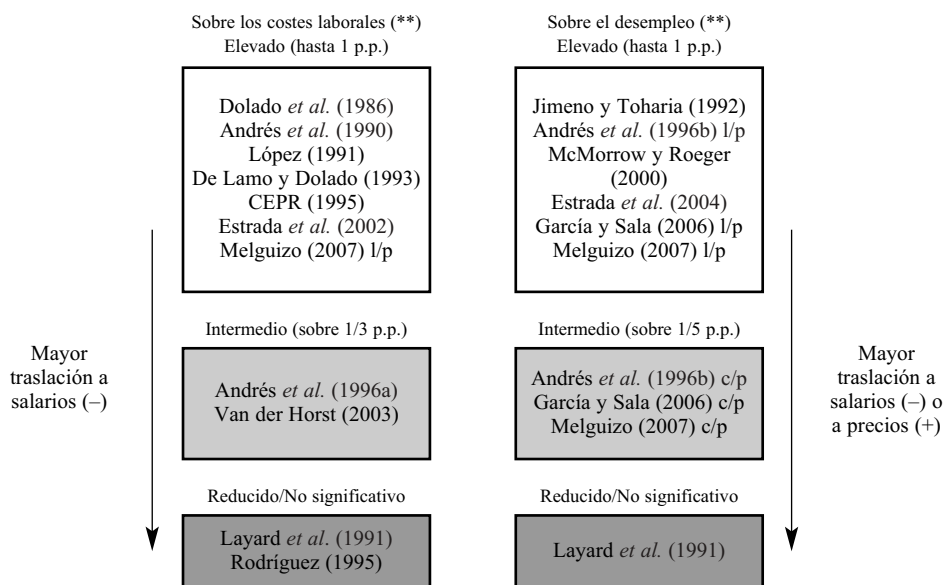 Sobre los costes laborales (**)
Elevado (hasta 1 p.p.)
Dolado et al. (1986)
Andrés et al. (1990)
López (1991)
De Lamo y Dolado (1993)
CEPR (1995)
Estrada et al. (2002)
Melguizo (2007) l/p
Sobre el desempleo (**)
Elevado (hasta 1 p.p.)
Jimeno y Toharia (1992)
Andrés et al. (1996b) l/p
McMorrow y Roeger
(2000)
Estrada et al. (2004)
García y Sala (2006) l/p
Melguizo (2007) l/p
Mayor
traslación a
salarios (–)
Intermedio (sobre 1/3 p.p.)
Andrés et al. (1996a)
Van der Horst (2003)
Intermedio (sobre 1/5 p.p.)
Andrés et al. (1996b) c/p
García y Sala (2006) c/p
Melguizo (2007) c/p
Mayor
traslación a
salarios (–) o
a precios (+)
Reducido/No significativo
Layard et al. (1991)
Rodríguez (1995)
Reducido/No significativo
Layard et al. (1991)